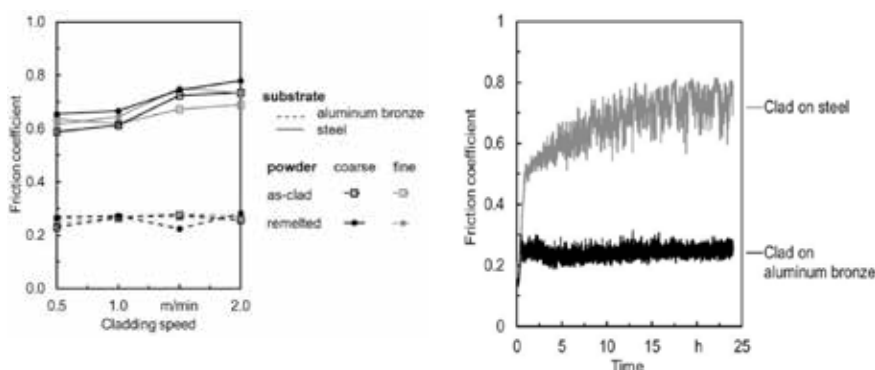 1.0
0.8
0.6
0.4
0.2
0.0
Friction coefficient
0.5 1.0 m/min 2.0
Cladding speed
substrate
aluminum bronze
steel
powder coarse fine
as-clad
remelted
1
0.8
0.6
0.4
0.2
0
Friction coefficient
0 5 10 15 h 25
Time
Clad on steel
Clad on
aluminum bronze